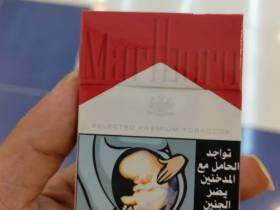 Marlboro
SELECTED PREMIUM TOBACCOS
تواجد
الحامل مع
المدخنين
يضر
الجنين